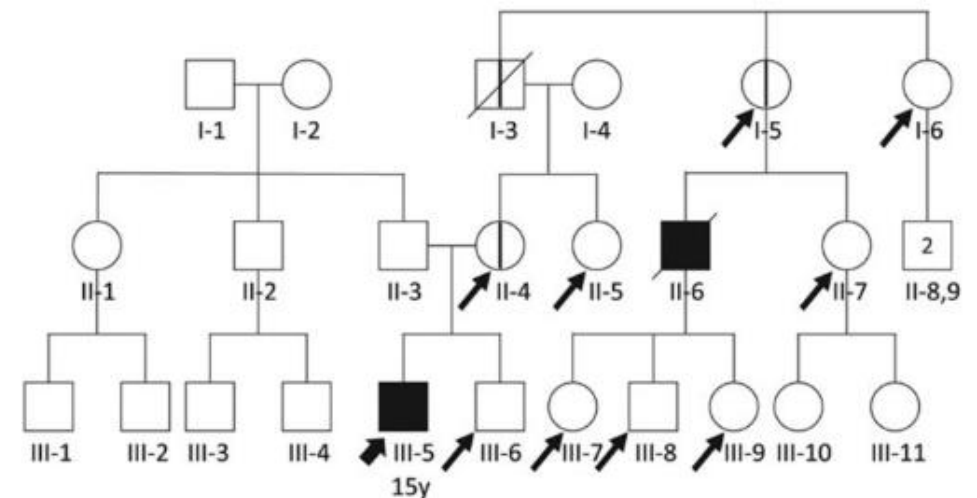 I-1 I-2 I-3 I-4 I-5 I-6
2
II-1 II-2 II-3 II-4 II-5 II-6 II-7 II-8,9
III-1 III-2 III-3 III-4 III-5 III-6 III-7 III-8 III-9 III-10 III-11
15y